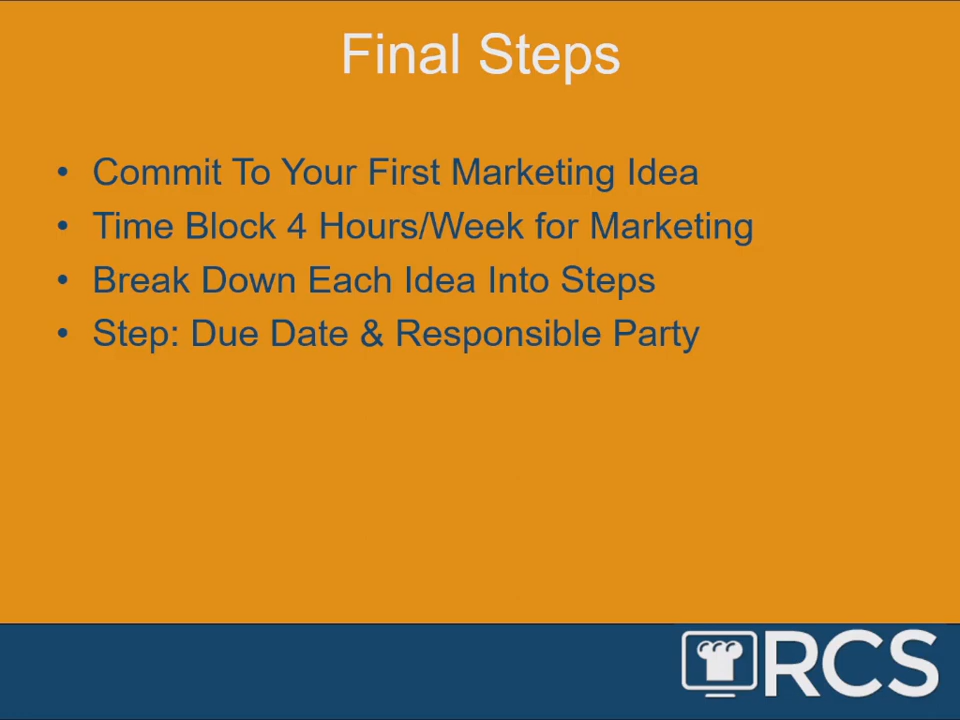 Final Steps
• Commit To Your First Marketing Idea
• Time Block 4 Hours/Week for Marketing
• Break Down Each Idea Into Steps
• Step: Due Date & Responsible Party
RCS